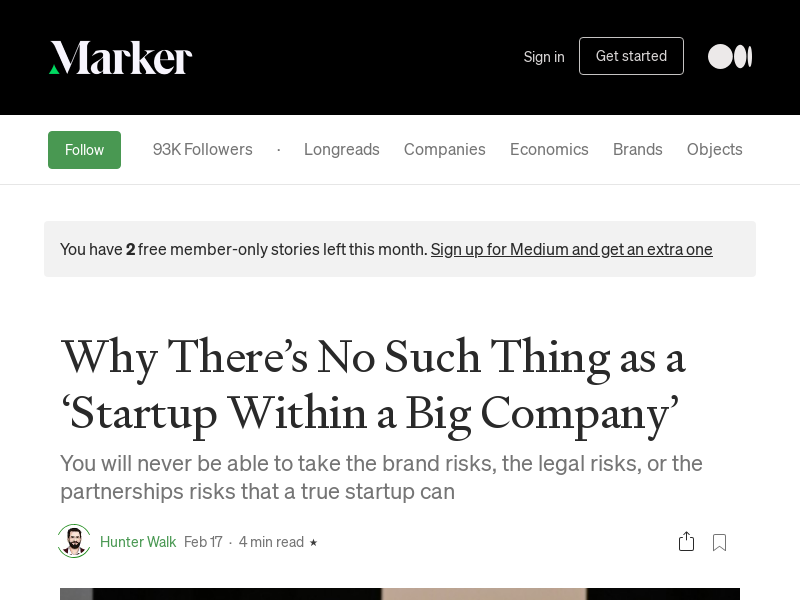 Marker
Sign in
Get started
Follow
93K Followers · Longreads Companies Economics Brands Objects
You have 2 free member-only stories left this month. Sign up for Medium and get an extra one
Why There’s No Such Thing as a
‘Startup Within a Big Company’
You will never be able to take the brand risks, the legal risks, or the
partnerships risks that a true startup can
Hunter Walk Feb 17 · 4 min read ★